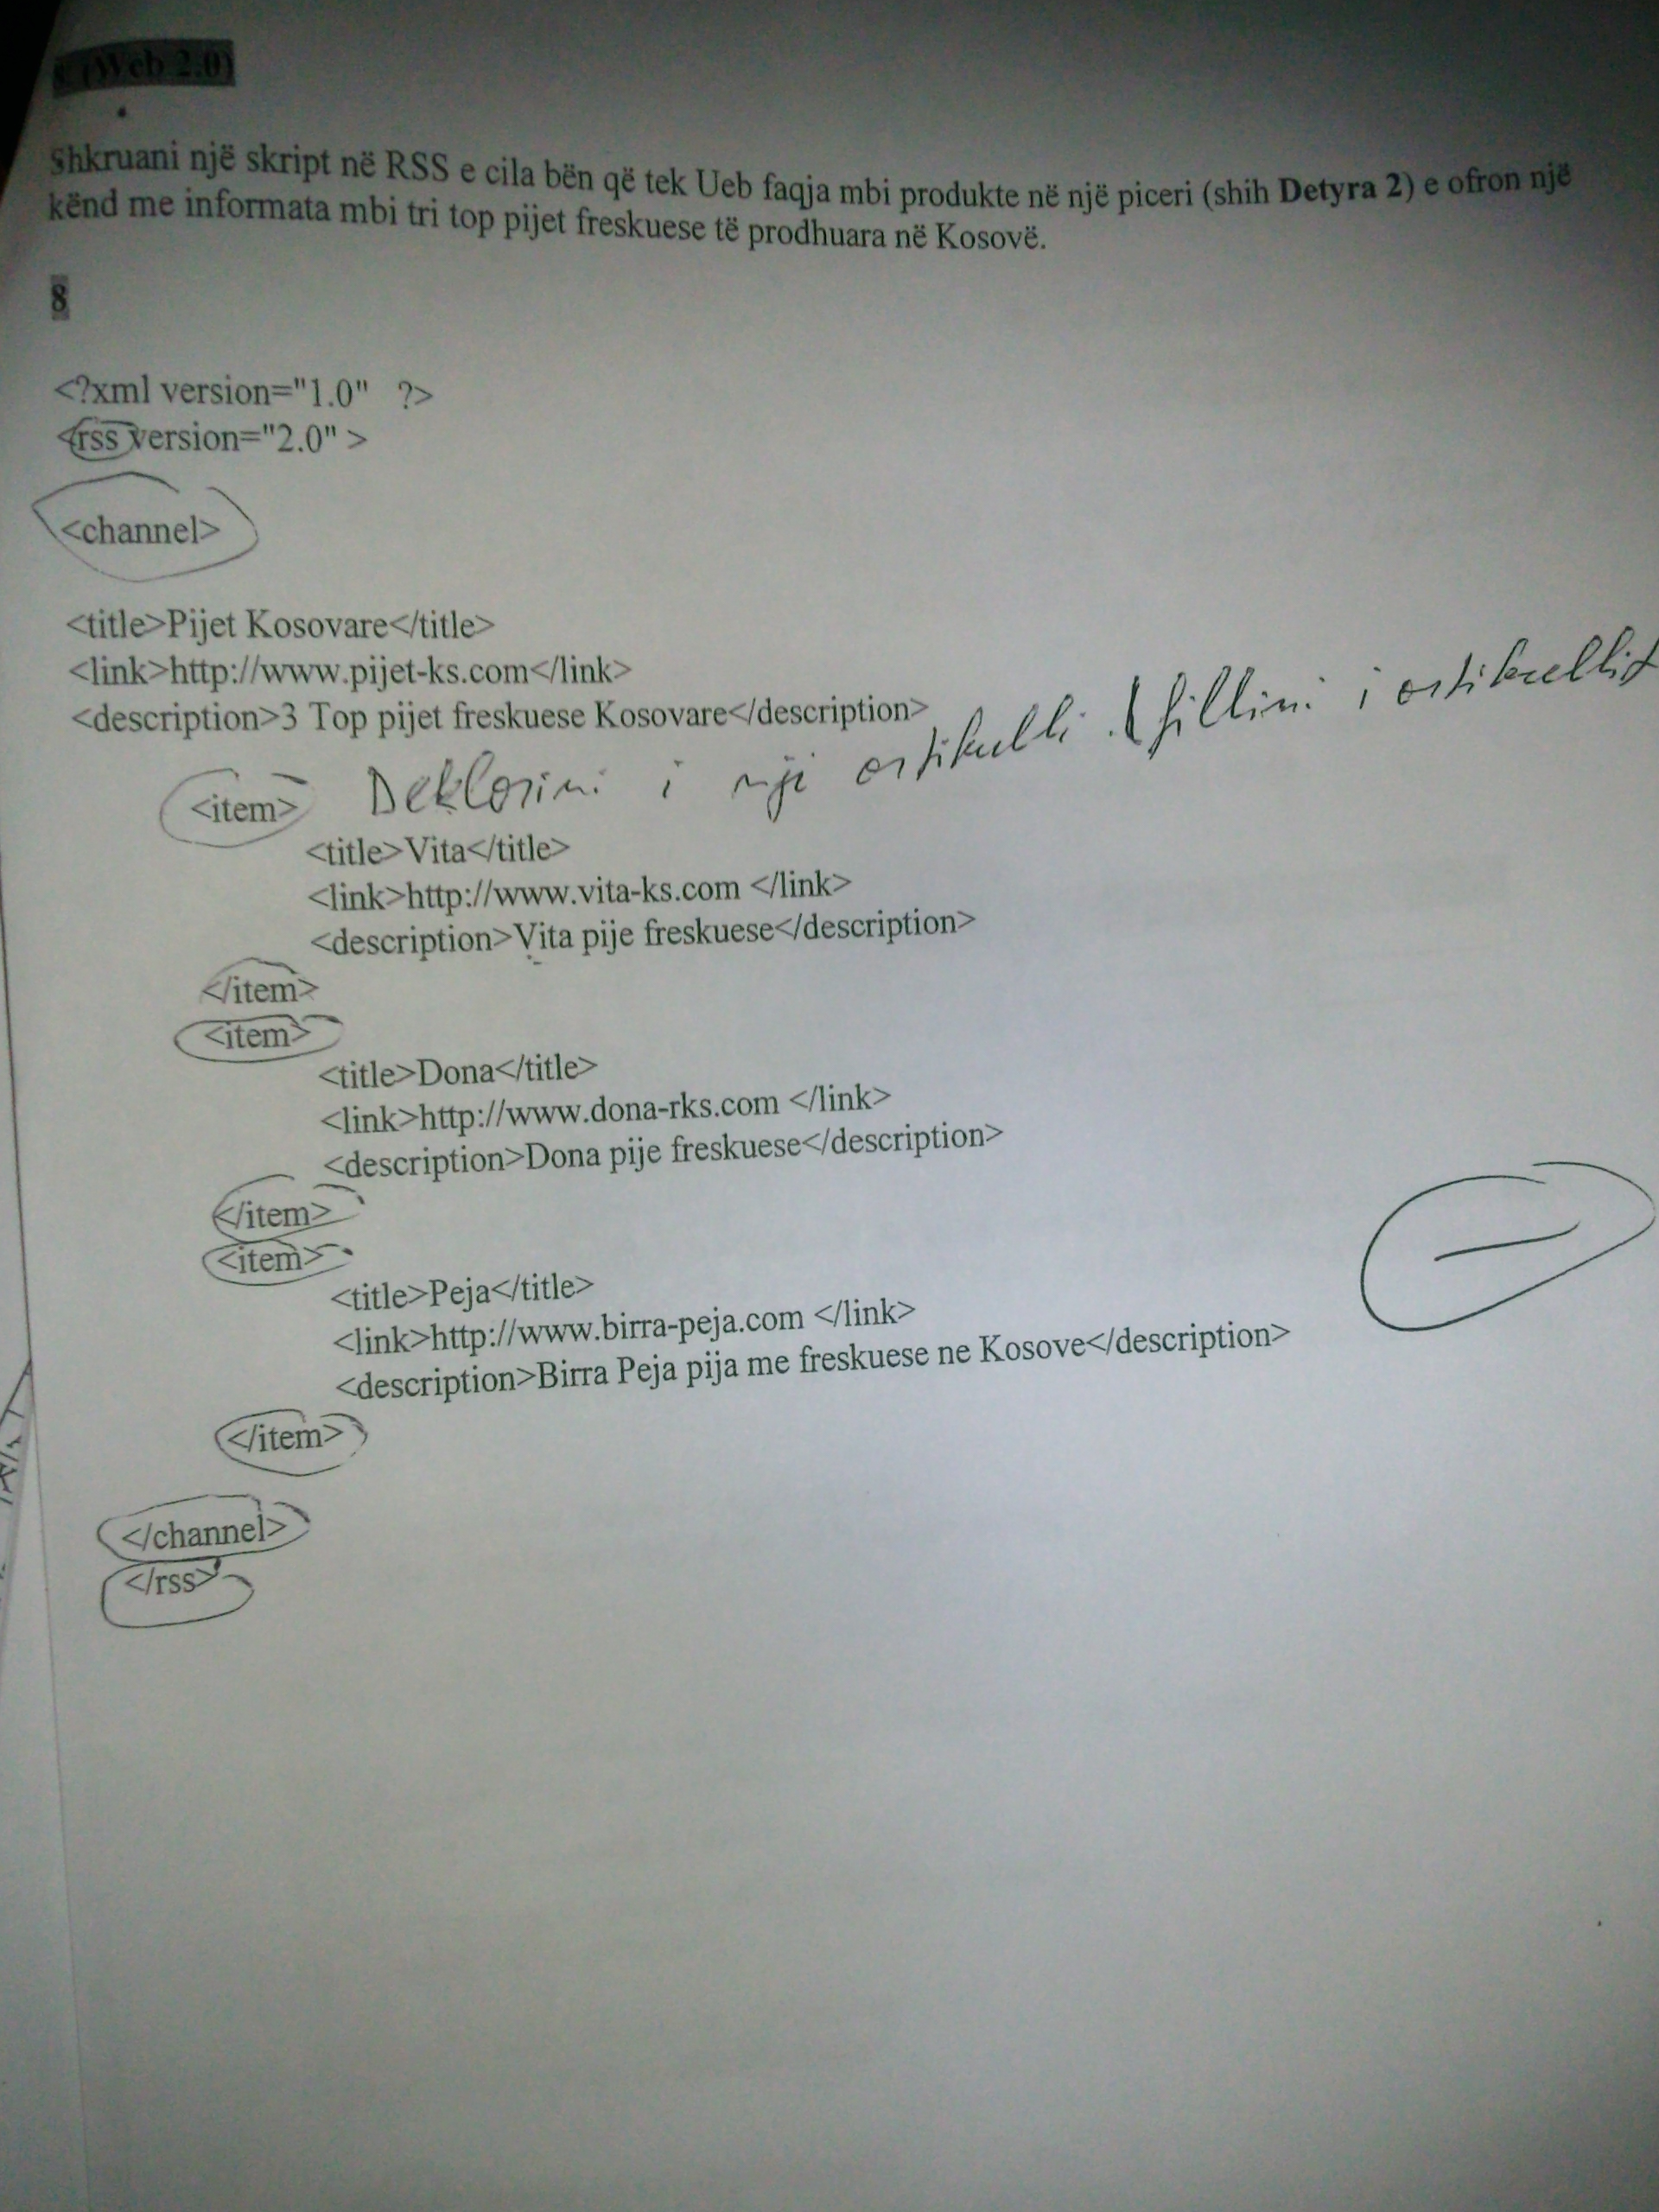 (Web 2.0)
Shkruani një skript në RSS e cila bën që tek Ueb faqja mbi produkte në një piceri (shih Detyra 2) e ofron një
kënd me informata mbi tri top pijet freskuese të prodhuara në Kosovë.
8
<?xml version="1.0" ?>
<rss version="2.0" >
<channel>
<title>Pijet Kosovare</title>
<link>http://www.pijet-ks.com</link>
<description>3 Top pijet freskuese Kosovare</description>
<item> Deklarimi i një artikulli . (fillimi i artikullit
<title>Vita</title>
<link>http://www.vita-ks.com </link>
<description>Vita pije freskuese</description>
</item>
<item>
<title>Dona</title>
<link>http://www.dona-rks.com </link>
<description>Dona pije freskuese</description>
</item>
<item>
<title>Peja</title>
<link>http://www.birra-peja.com </link>
<description>Birra Peja pija me freskuese ne Kosove</description>
</item>
</channel>
</rss>